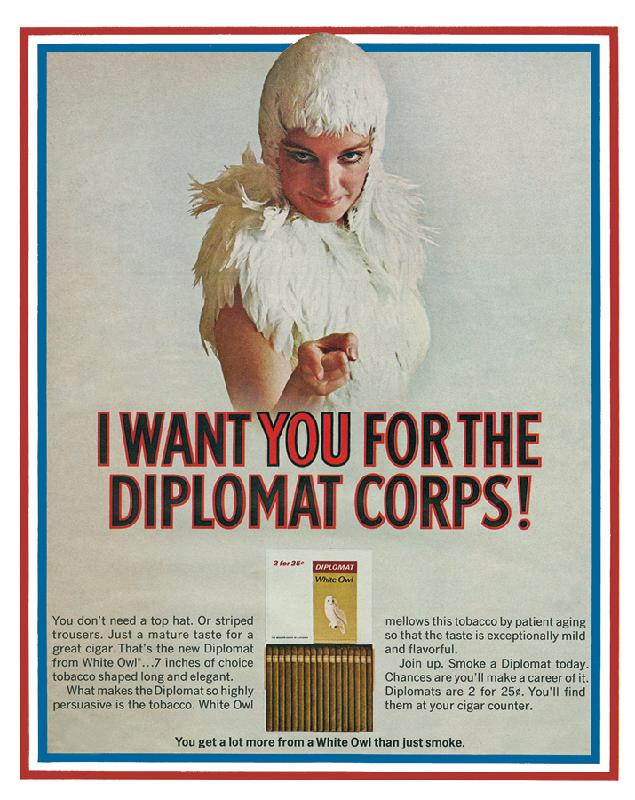 I WANT YOU FOR THE
DIPLOMAT CORPS!
2 for 25¢
DIPLOMAT
White Owl
You don't need a top hat. Or striped
trousers. Just a mature taste for a
great cigar. That's the new Diplomat
from White Owl'...7 inches of choice
tobacco shaped long and elegant.
What makes the Diplomat so highly
persuasive is the tobacco. White Owl
mellows this tobacco by patient aging
so that the taste is exceptionally mild
and flavorful.
Join up. Smoke a Diplomat today.
Chances are you'll make a career of it.
Diplomats are 2 for 25¢. You'll find
them at your cigar counter.
You get a lot more from a White Owl than just smoke.